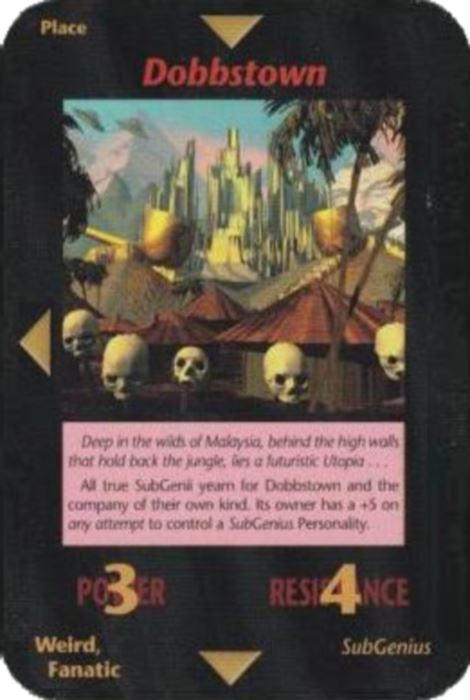 Place
Dobbstown
Deep in the wilds of Malaysia, behind the high walls
that hold back the jungle, lies a futuristic Utopia . . .
All true SubGenii yearn for Dobbstown and the
company of their own kind. Its owner has a +5 on
any attempt to control a SubGenius Personality.
POWER 3
RESISTANCE 4
Weird,
Fanatic
SubGenius